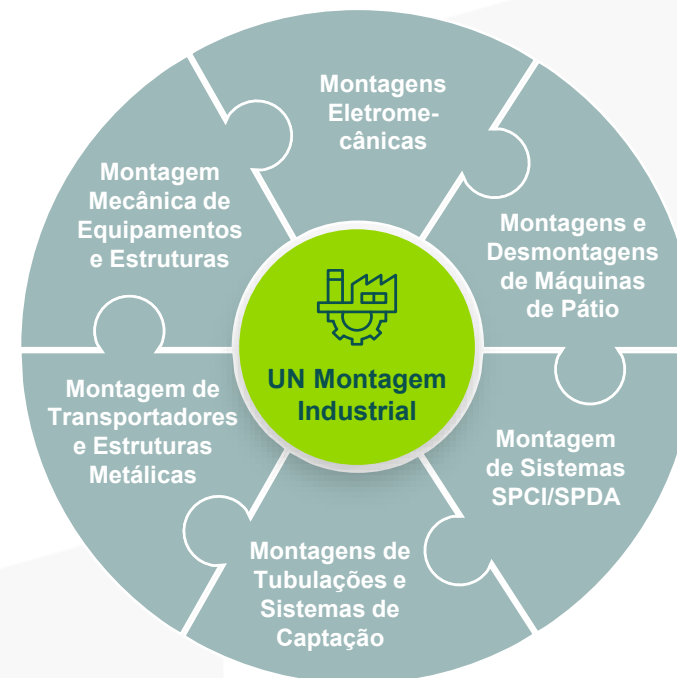 Montagens
Eletrome-
cânicas
Montagens e
Desmontagens
de Máquinas
de Pátio
Montagem
de Sistemas
SPCI/SPDA
Montagens de
Tubulações e
Sistemas de
Captação
Montagem de
Transportadores
e Estruturas
Metálicas
Montagem
Mecânica de
Equipamentos
e Estruturas
UN Montagem
Industrial